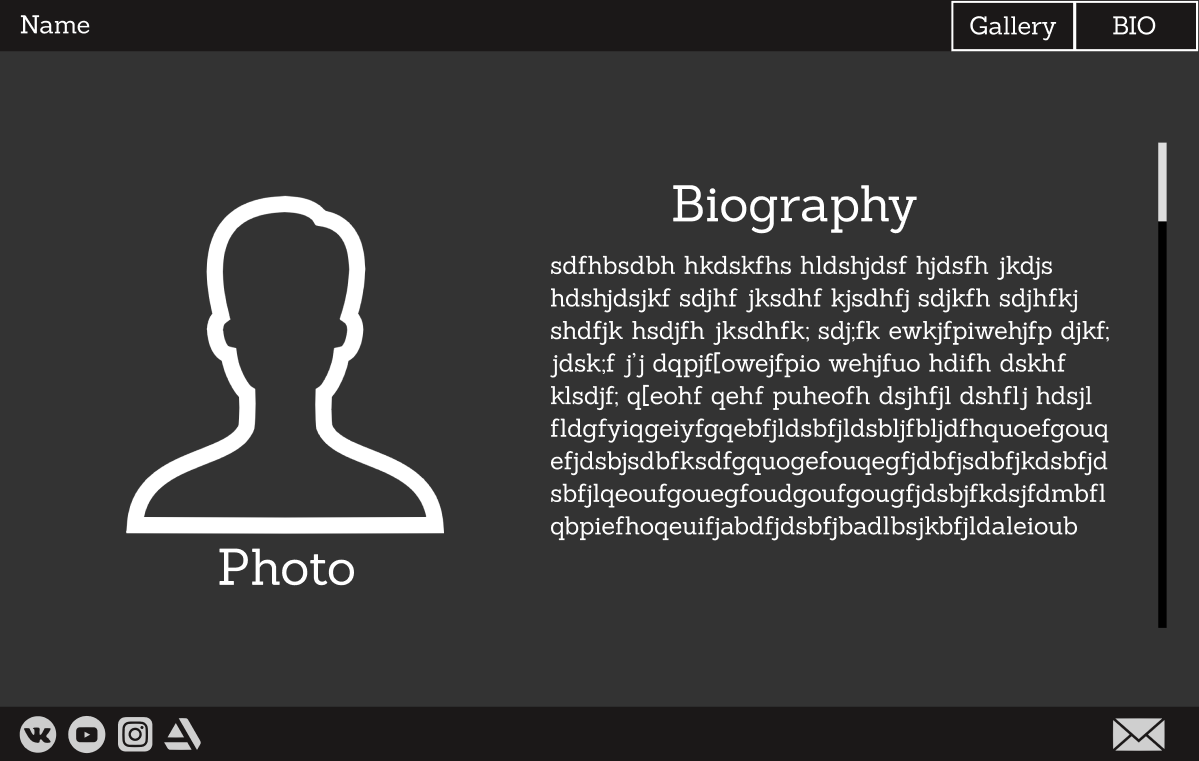 Name
Gallery
BIO
Biography
sdfhbsdbh hkdskfhs hldshjdsf hjdsfh jkdjs
hdshjdsjkf sdjhf jksdhf kjsdhfj sdjkfh sdjhfkj
shdfjk hsdjfh jksdhfk; sdj;fk ewkjfpiwehjfp djkf;
jdsk;f j'j dqpjf[owejfpio wehjfuo hdifh dskhf
klsdjf; q[eohf qehf puheofh dsjhfjl dshflj hdsjl
fldgfyiqgeiyfgqebfjldsbfjldsbljfbljdfhquoefgouq
efjdsbjsdbfksdfgquogefouqegfjdbfjsdbfjkdsbfjd
sbfjlqeoufgouegfoudgoufgougfjdsbjfkdsjfdmbfl
qbpiefhoqeuifjabdfjdsbfjbadlbsjkbfjldaleioub
Photo